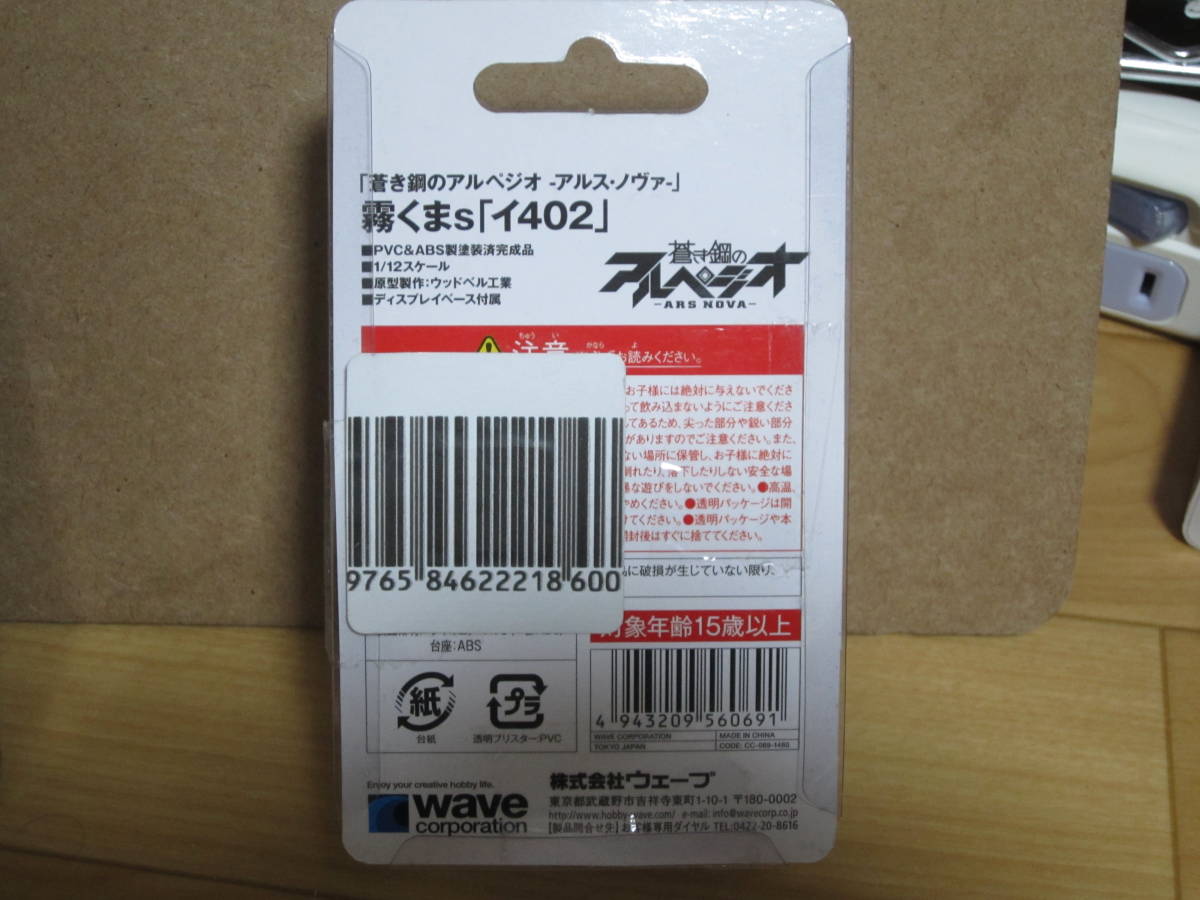 「蒼き鋼のアルペジオ -アルス・ノヴァ-」
霧くまs「イ402」
■PVC&ABS製塗装済完成品
■1/12スケール
■原型製作:ウッドベル工業
■ディスプレイベース付属
蒼き鋼の
アルペジオ
-ARS NOVA-
ちゅう い かなら よ
注意 お読みください。
お子様には絶対に与えないでくださ
って飲み込まないようにご注意くださ
してあるため、尖った部分や鋭い部分
がありますのでご注意ください。また、
ない場所に保管し、お子様に絶対に
倒れたり、落下したりしない安全な場
な遊びをしないでください。●高温、
やめください。●透明パッケージは開
けてください。●透明パッケージや本
開封後はすぐに捨ててください。
に破損が生じていない限り、
9765 84622218 600
対象年齢15歳以上
台座:ABS
紙
台紙
プラ
透明ブリスター:PVC
4 943209 560691
WAVE CORPORATION
TOKYO JAPAN
MADE IN CHINA
CODE: CC-089-1480
Enjoy your creative hobby life.
wave
corporation
株式会社ウェーブ
東京都武蔵野市吉祥寺東町1-10-1 〒180-0002
http://www.hobby-wave.com/ e-mail: info@wavecorp.co.jp
[製品問合せ先] お客様専用ダイヤル TEL:0422-20-8616